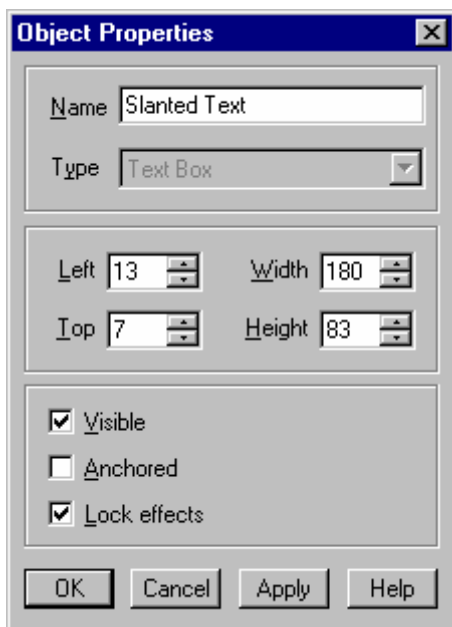 Object Properties
Name Slanted Text
Type Text Box
Left 13 Width 180
Top 7 Height 83
Visible
Anchored
Lock effects
OK Cancel Apply Help